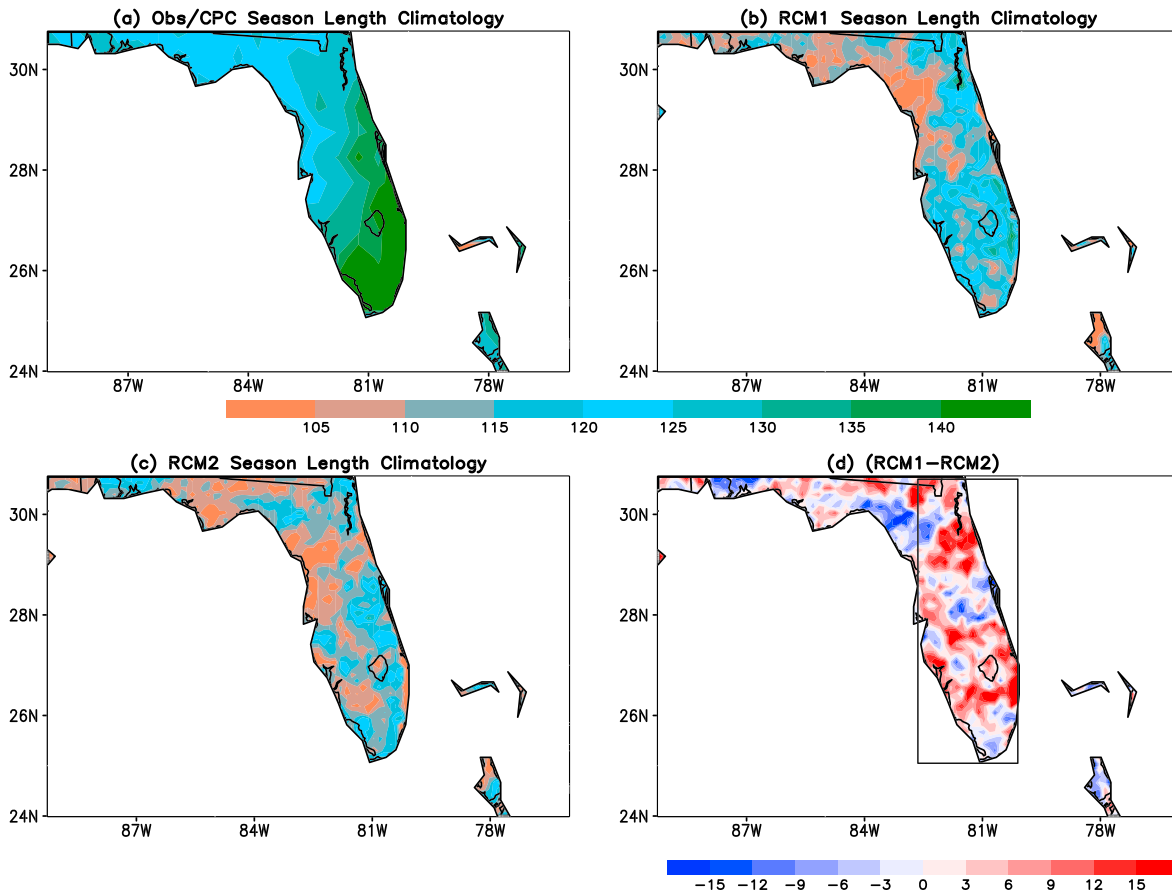 (a) Obs/CPC Season Length Climatology
(b) RCM1 Season Length Climatology
30N
28N
26N
24N
87W 84W 81W 78W
30N
28N
26N
24N
87W 84W 81W 78W
105 110 115 120 125 130 135 140
(c) RCM2 Season Length Climatology
(d) (RCM1−RCM2)
30N
28N
26N
24N
87W 84W 81W 78W
30N
28N
26N
24N
87W 84W 81W 78W
−15 −12 −9 −6 −3 0 3 6 9 12 15